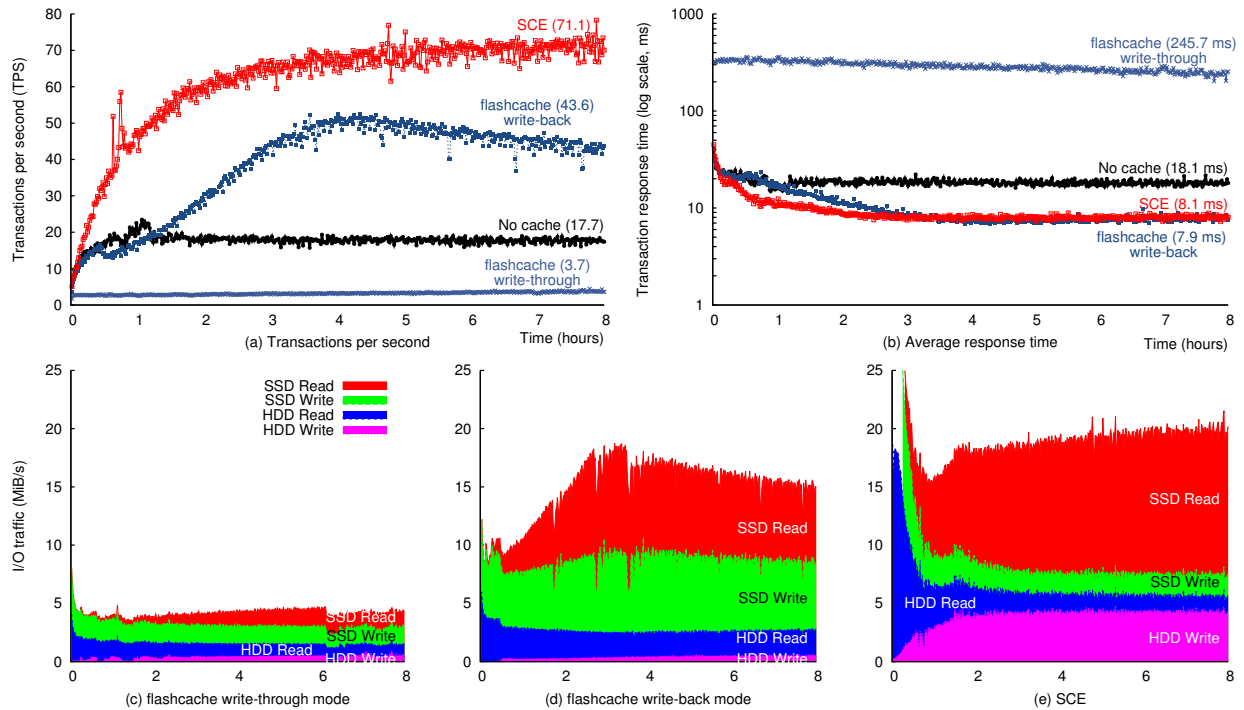 Transactions per second (TPS)
80
70
60
50
40
30
20
10
0
SCE (71.1)
flashcache (43.6)
write-back
No cache (17.7)
flashcache (3.7)
write-through
0 1 2 3 4 5 6 7 8
Time (hours)
(a) Transactions per second
Transaction response time (log scale, ms)
1000
100
10
1
flashcache (245.7 ms)
write-through
No cache (18.1 ms)
SCE (8.1 ms)
flashcache (7.9 ms)
write-back
0 1 2 3 4 5 6 7 8
Time (hours)
(b) Average response time
I/O traffic (MiB/s)
25
20
15
10
5
0
SSD Read
SSD Write
HDD Read
HDD Write
SSD Read
SSD Write
HDD Read
HDD Write
0 2 4 6 8
(c) flashcache write-through mode
25
20
15
10
5
0
SSD Read
SSD Write
HDD Read
HDD Write
0 2 4 6 8
(d) flashcache write-back mode
25
20
15
10
5
0
SSD Read
SSD Write
HDD Read
HDD Write
0 2 4 6 8
(e) SCE